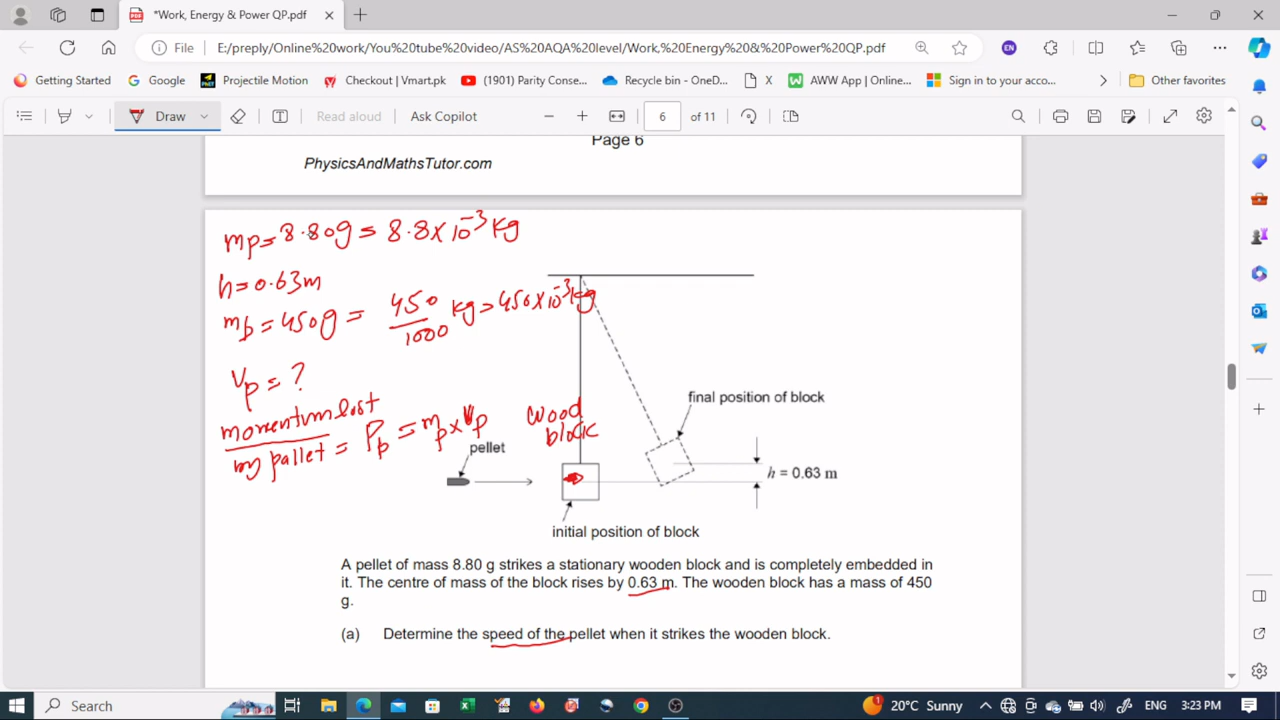 *Work, Energy & Power QP.pdf
File
E:/preply/Online%20work/You%20tube%20video/AS%20AQA%20level/Work,%20Energy%20&%20Power%20QP.pdf
EN
Getting Started
Google
Projectile Motion
Checkout | Vmart.pk
(1901) Parity Conse...
Recycle bin - OneD...
X
AWW App | Online...
Sign in to your acco...
Other favorites
Draw
Read aloud
Ask Copilot
6
of 11
Page 6
PhysicsAndMathsTutor.com
mp = 8.80g = 8.8 x 10⁻³ kg
h = 0.63m
mb = 450g = 450/1000 kg = 450 x 10⁻³ kg
Vp = ?
momentum lost
by pallet = Pp = mp x Vp
wood
block
final position of block
pellet
h = 0.63 m
initial position of block
A pellet of mass 8.80 g strikes a stationary wooden block and is completely embedded in
it. The centre of mass of the block rises by 0.63 m. The wooden block has a mass of 450
g.
(a) Determine the speed of the pellet when it strikes the wooden block.
Search
1
20°C Sunny
ENG
3:23 PM